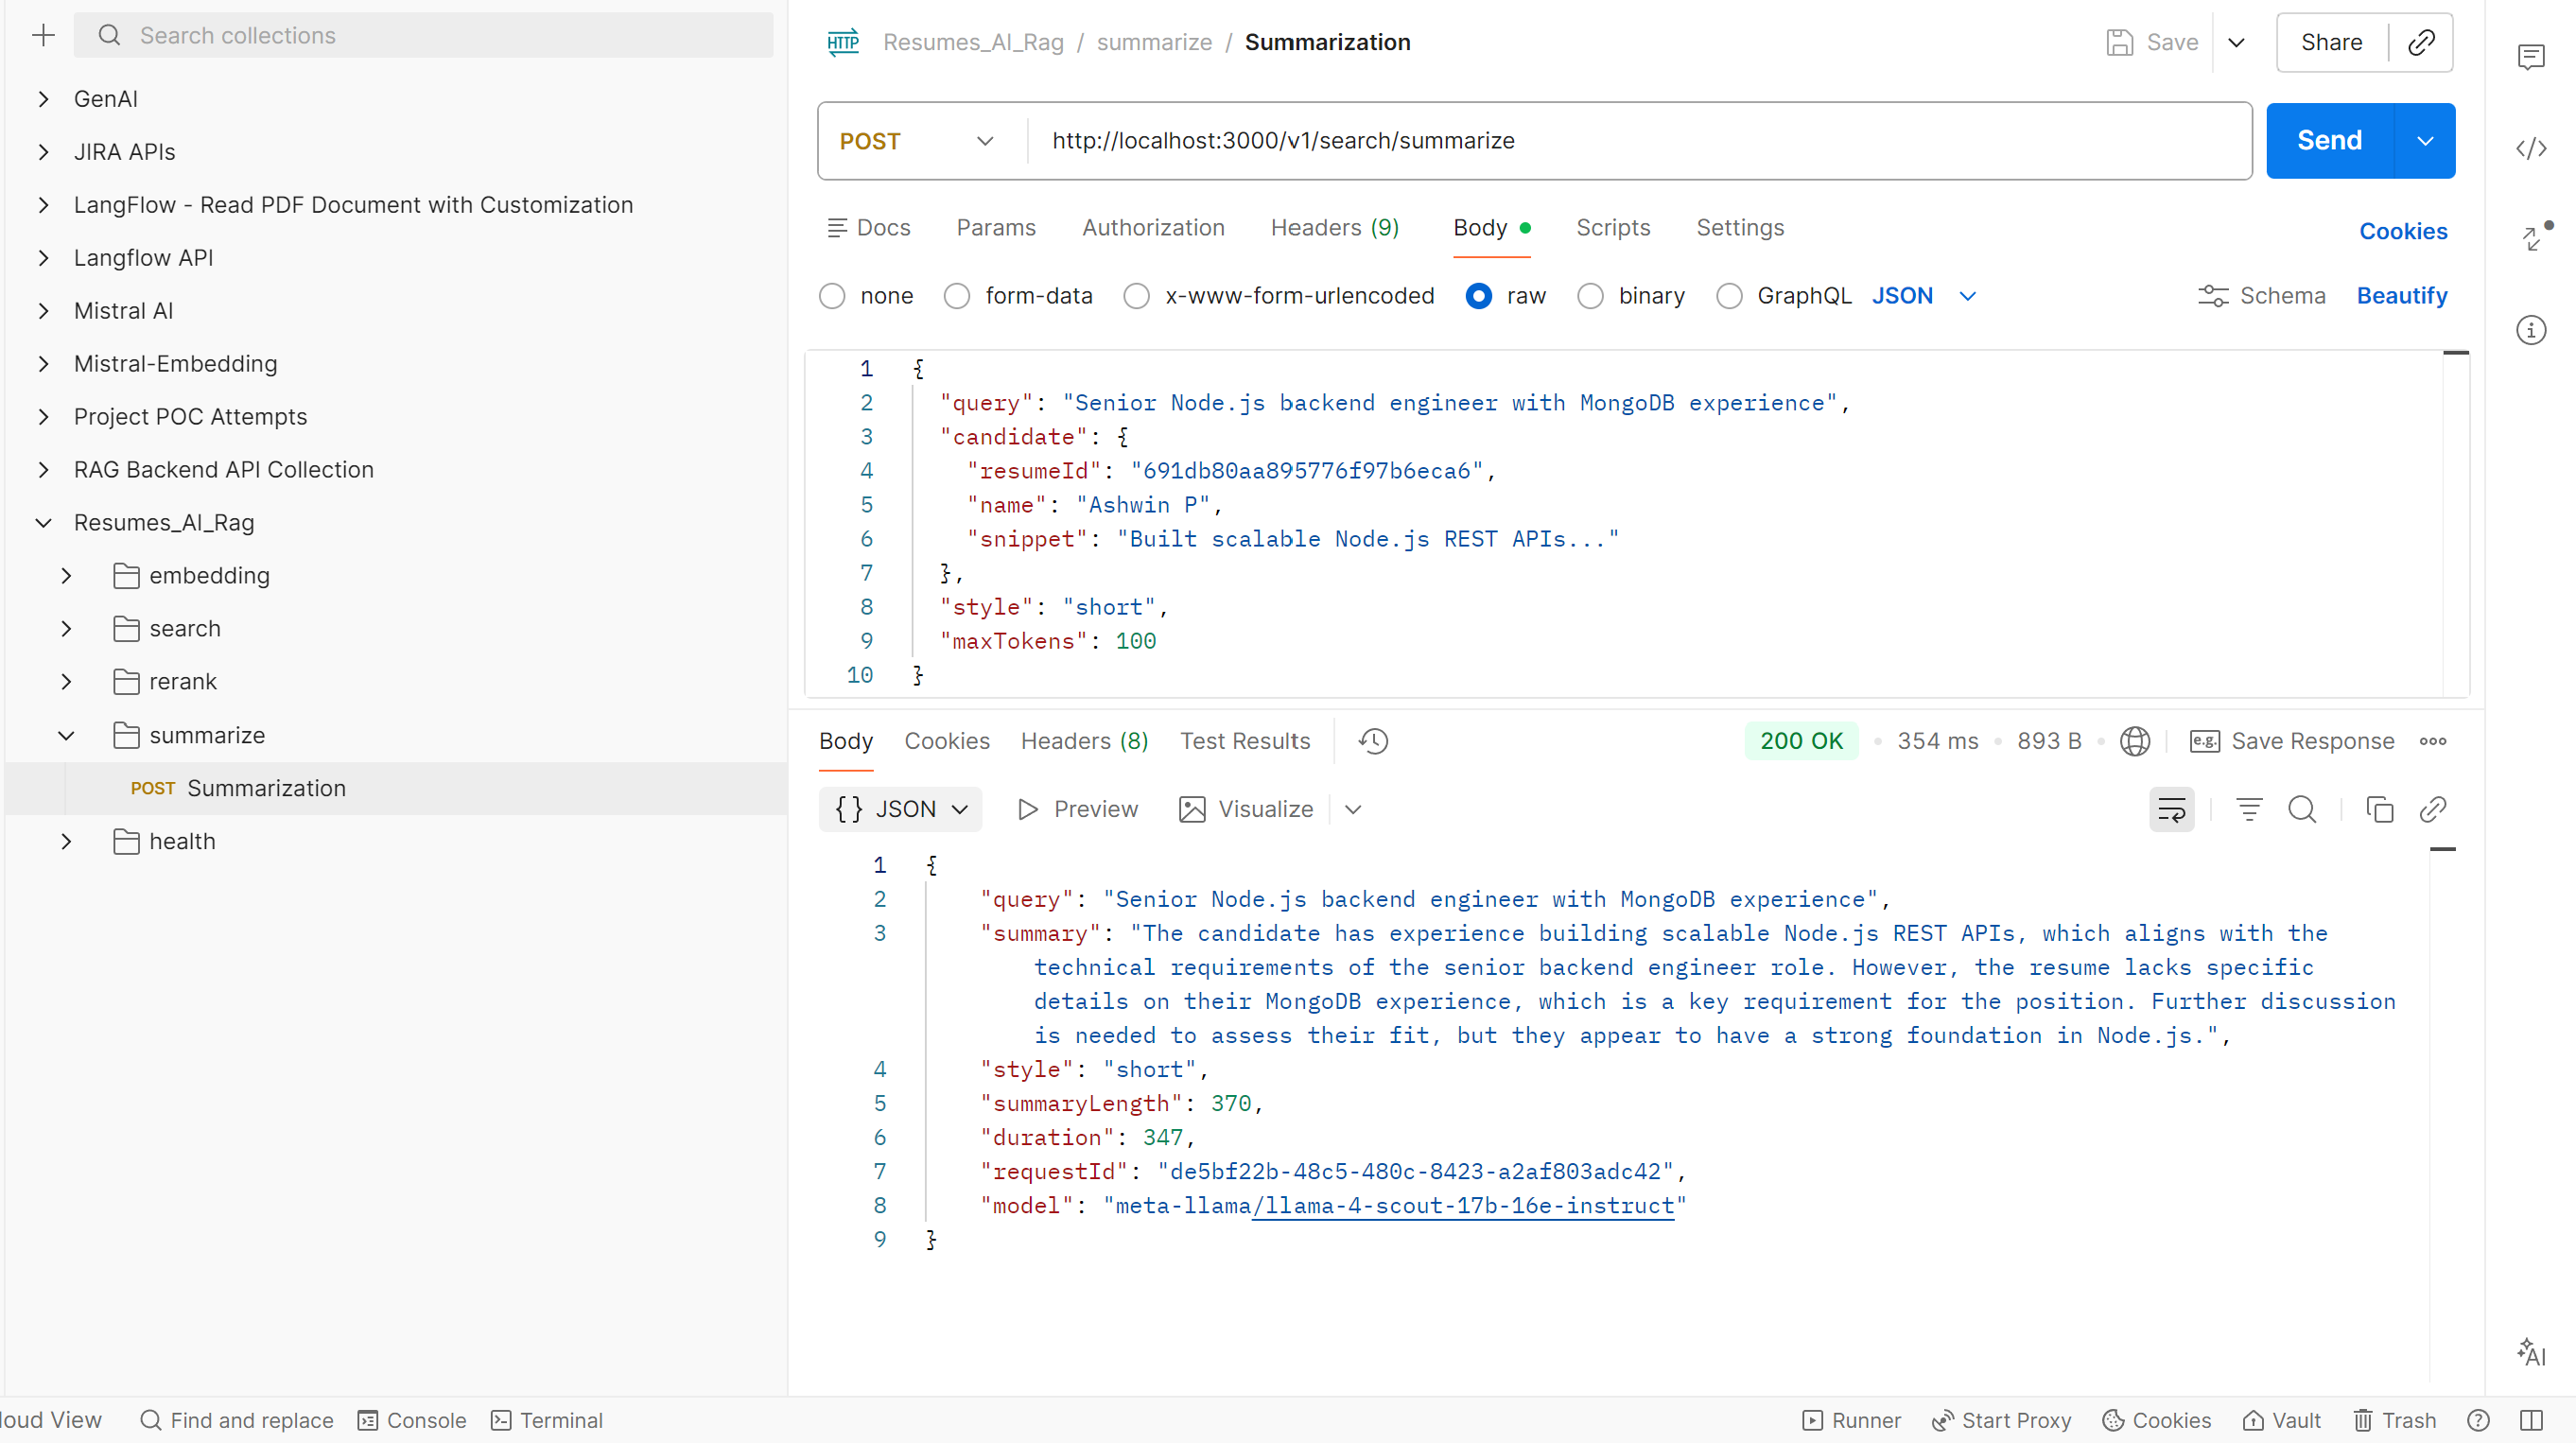 Search collections
GenAI
JIRA APIs
LangFlow - Read PDF Document with Customization
Langflow API
Mistral AI
Mistral-Embedding
Project POC Attempts
RAG Backend API Collection
Resumes_AI_Rag
embedding
search
rerank
summarize
POST Summarization
health
HTTP Resumes_AI_Rag / summarize / Summarization
Save
Share
POST http://localhost:3000/v1/search/summarize
Send
Docs Params Authorization Headers (9) Body Scripts Settings
Cookies
none form-data x-www-form-urlencoded raw binary GraphQL JSON
Schema Beautify
1 {
2 "query": "Senior Node.js backend engineer with MongoDB experience",
3 "candidate": {
4 "resumeId": "691db80aa895776f97b6eca6",
5 "name": "Ashwin P",
6 "snippet": "Built scalable Node.js REST APIs..."
7 },
8 "style": "short",
9 "maxTokens": 100
10 }
Body Cookies Headers (8) Test Results
200 OK • 354 ms • 893 B • e.g. Save Response
{} JSON Preview Visualize
1 {
2 "query": "Senior Node.js backend engineer with MongoDB experience",
3 "summary": "The candidate has experience building scalable Node.js REST APIs, which aligns with the
technical requirements of the senior backend engineer role. However, the resume lacks specific
details on their MongoDB experience, which is a key requirement for the position. Further discussion
is needed to assess their fit, but they appear to have a strong foundation in Node.js.",
4 "style": "short",
5 "summaryLength": 370,
6 "duration": 347,
7 "requestId": "de5bf22b-48c5-480c-8423-a2af803adc42",
8 "model": "meta-llama/llama-4-scout-17b-16e-instruct"
9 }
AI
loud View Find and replace Console Terminal
Runner Start Proxy Cookies Vault Trash